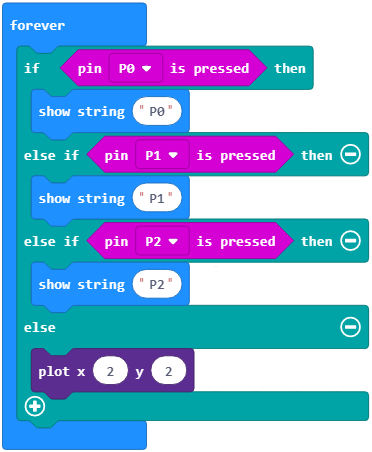 forever
if pin P0 is pressed then
show string "P0"
else if pin P1 is pressed then
show string "P1"
else if pin P2 is pressed then
show string "P2"
else
plot x 2 y 2